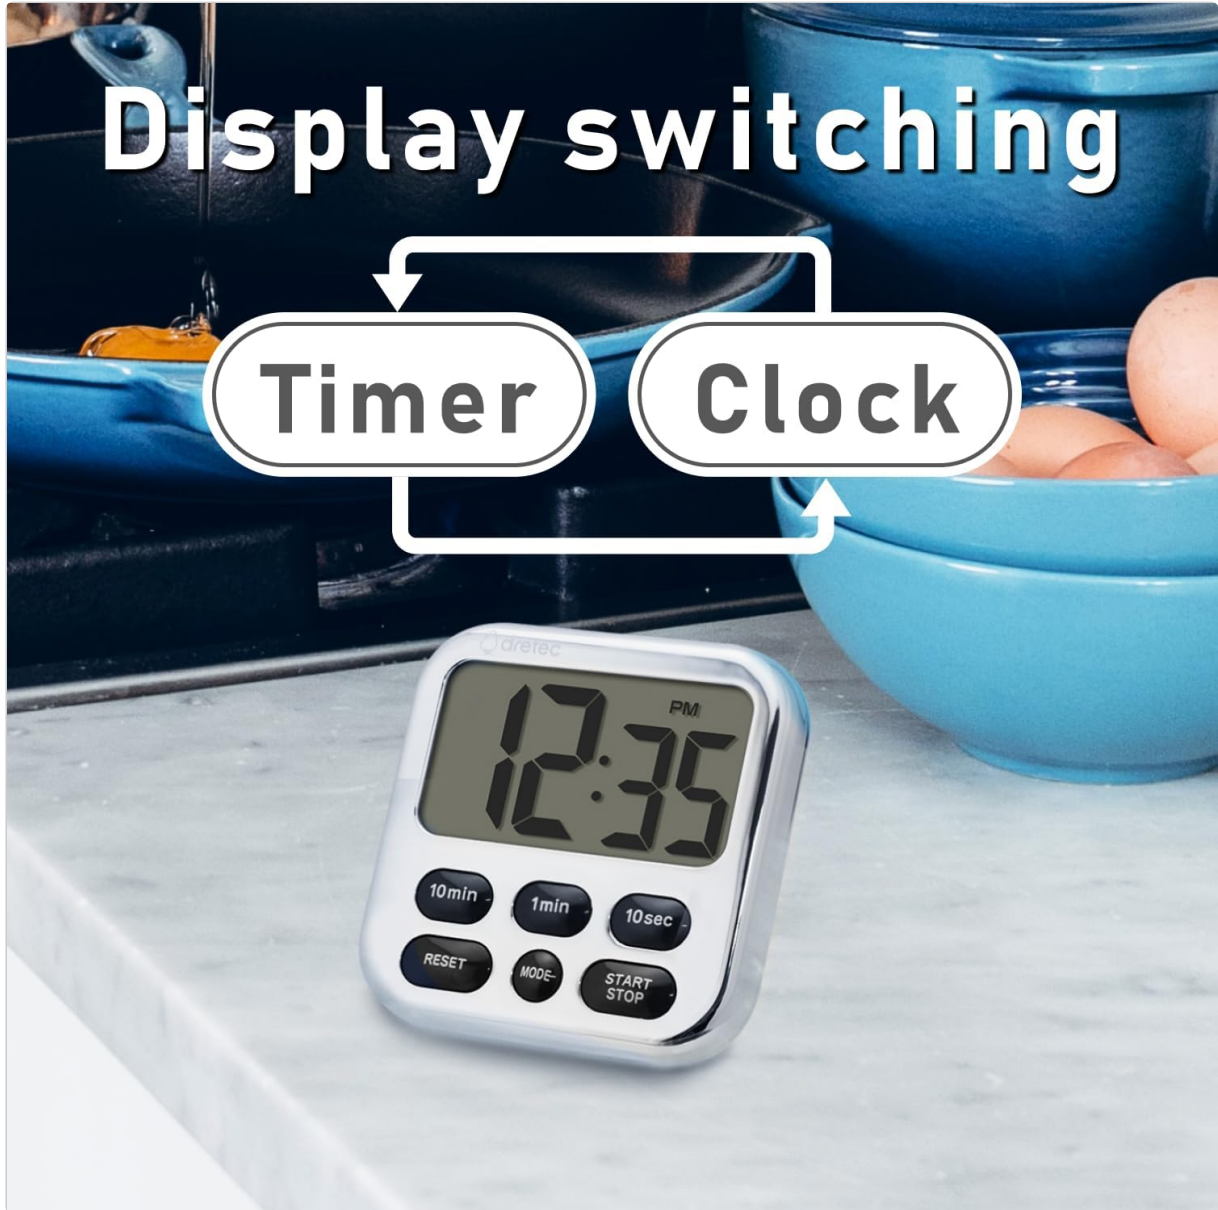 Display switching
Timer
Clock
dretec
PM
12:35
10min
1min
10sec
RESET
MODE
START
STOP